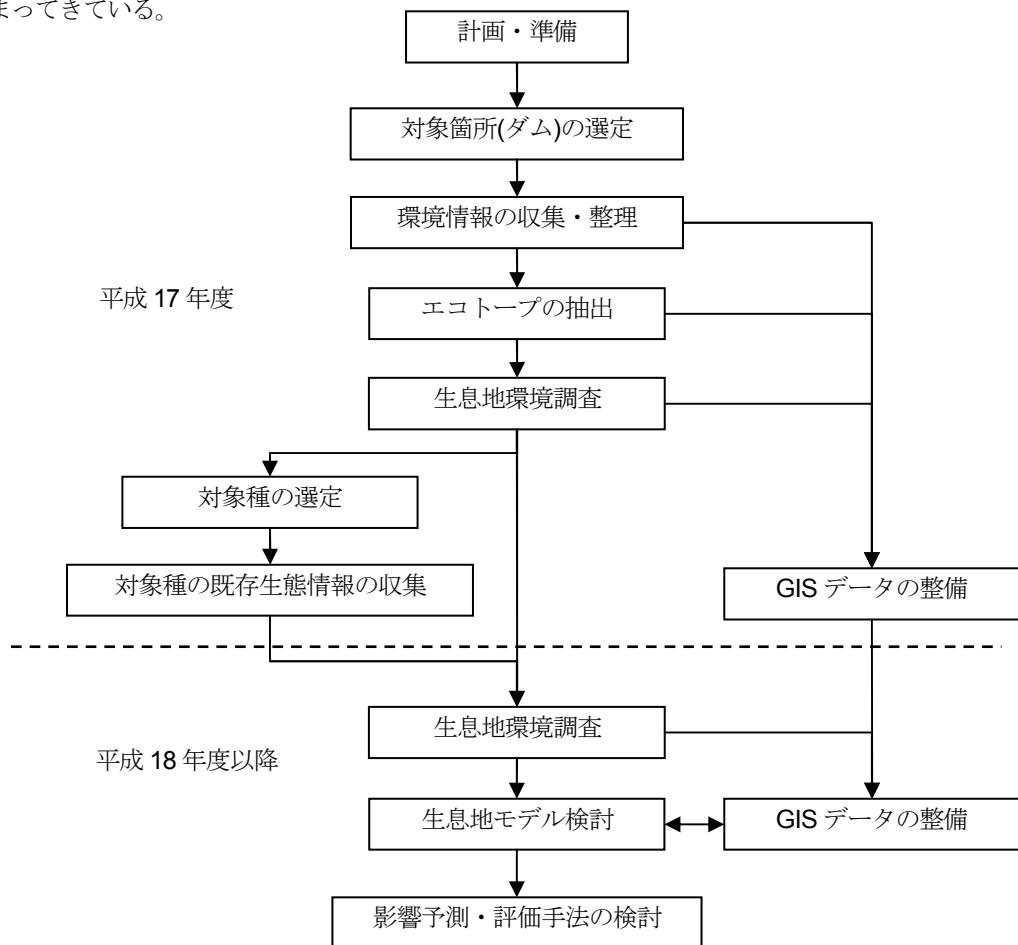 まってきている。
計画・準備
対象箇所(ダム)の選定
環境情報の収集・整理
平成 17 年度
エコトープの抽出
生息地環境調査
対象種の選定
対象種の既存生態情報の収集
GIS データの整備
生息地環境調査
平成 18 年度以降
生息地モデル検討
GIS データの整備
影響予測・評価手法の検討